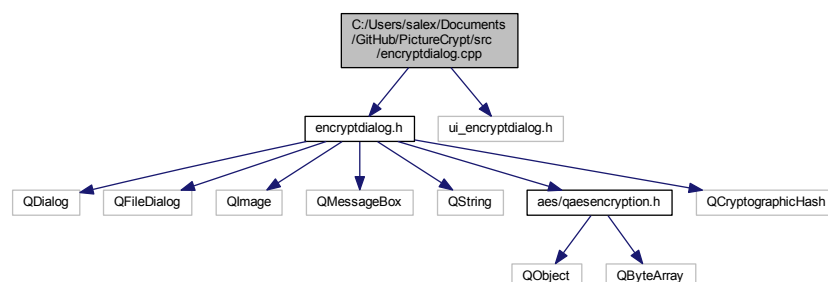 C:/Users/salex/Documents
/GitHub/PictureCrypt/src
/encryptdialog.cpp
encryptdialog.h
ui_encryptdialog.h
QDialog
QFileDialog
QImage
QMessageBox
QString
aes/qaesencryption.h
QCryptographicHash
QObject
QByteArray